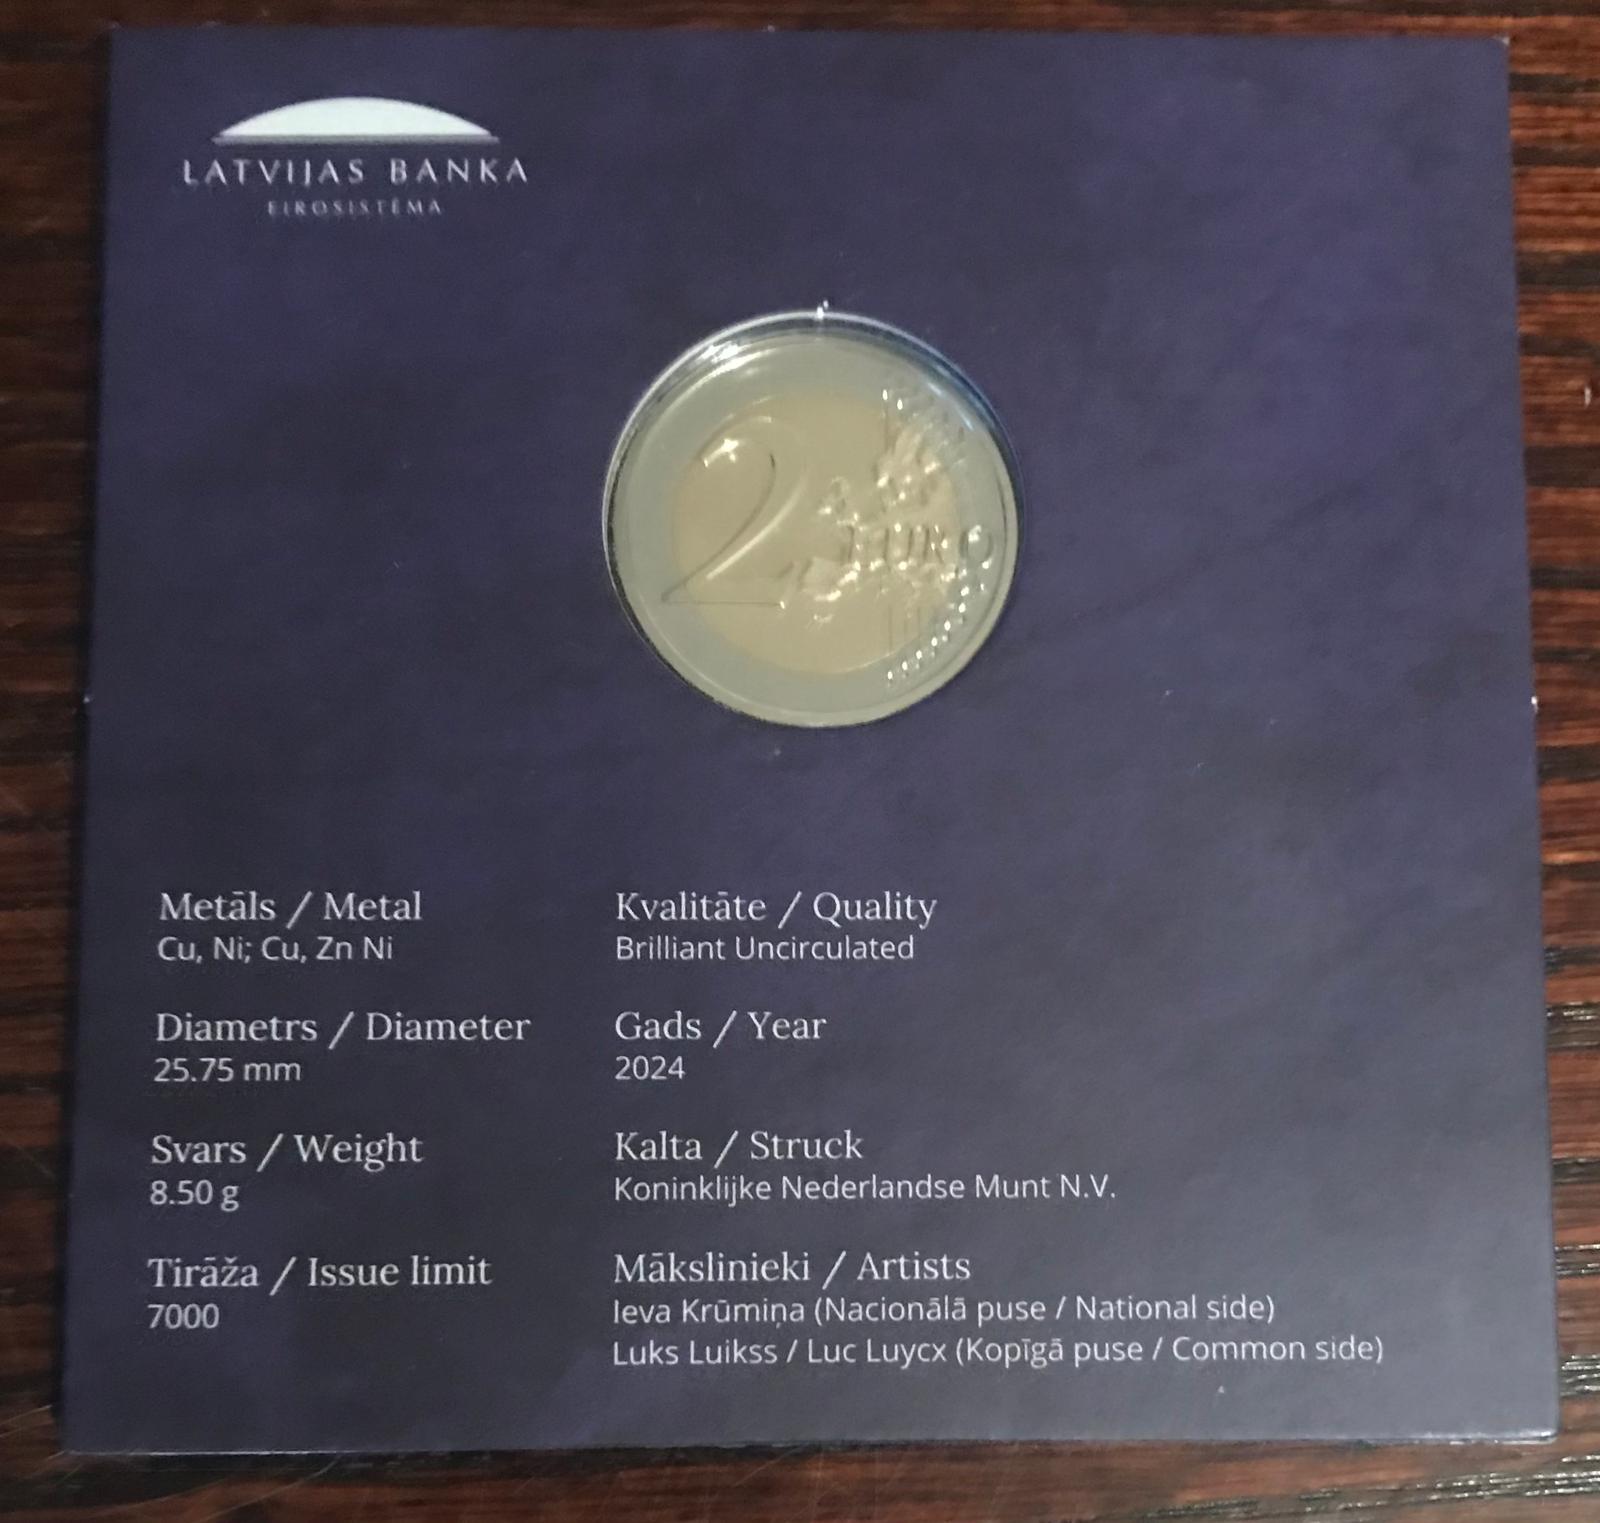 LATVIJAS BANKA
EIROSISTĒMA
2
EURO
Metāls / Metal
Cu, Ni; Cu, Zn Ni
Diametrs / Diameter
25.75 mm
Svars / Weight
8.50 g
Tirāža / Issue limit
7000
Kvalitāte / Quality
Brilliant Uncirculated
Gads / Year
2024
Kalta / Struck
Koninklijke Nederlandse Munt N.V.
Mākslinieki / Artists
Ieva Krūmiņa (Nacionālā puse / National side)
Luks Luikss / Luc Luycx (Kopīgā puse / Common side)